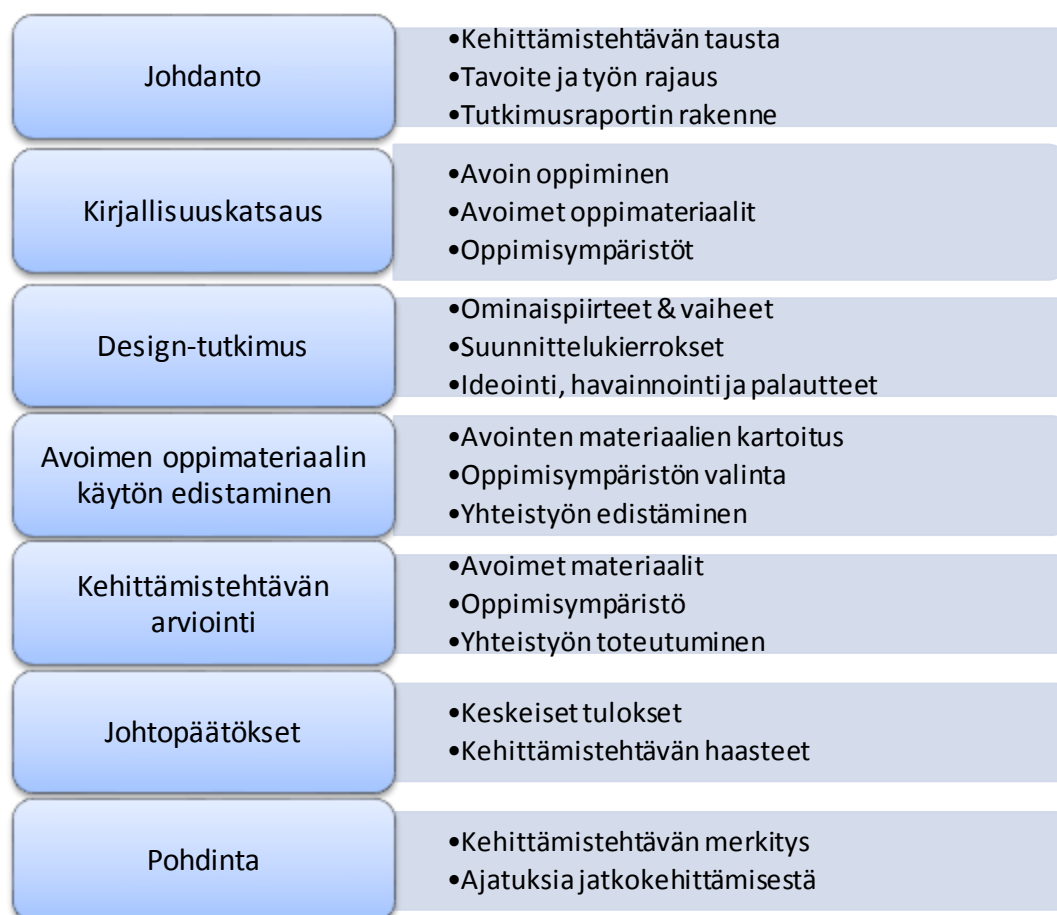 Johdanto
•Kehittämistehtävän tausta
•Tavoite ja työn rajaus
•Tutkimusraportin rakenne
Kirjallisuuskatsaus
•Avoin oppiminen
•Avoimet oppimateriaalit
•Oppimisympäristöt
Design-tutkimus
•Ominaispiirteet & vaiheet
•Suunnittelukierrokset
•Ideointi, havainnointi ja palautteet
Avoimen oppimateriaalin
käytön edistaminen
•Avointen materiaalien kartoitus
•Oppimisympäristön valinta
•Yhteistyön edistäminen
Kehittämistehtävän
arviointi
•Avoimet materiaalit
•Oppimisympäristö
•Yhteistyön toteutuminen
Johtopäätökset
•Keskeiset tulokset
•Kehittämistehtävän haasteet
Pohdinta
•Kehittämistehtävän merkitys
•Ajatuksia jatkokehittämisestä